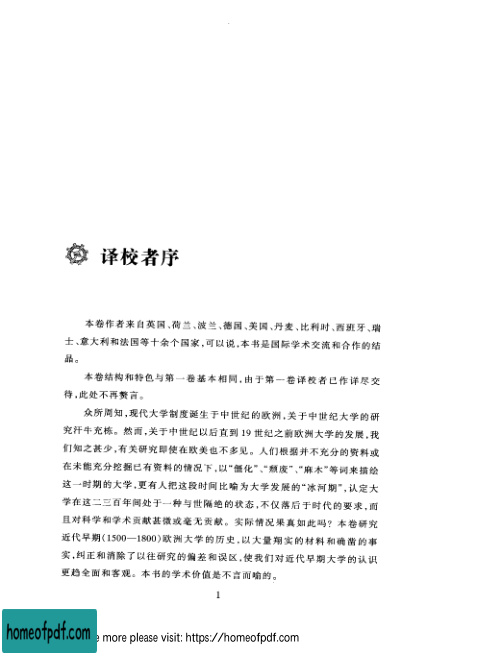 译校者序
本卷作者来自英国、荷兰、波兰、德国、美国、丹麦、比利时、西班牙、瑞
士、意大利和法国等十余个国家,可以说,本书是国际学术交流和合作的结
晶。
本卷结构和特色与第一卷基本相同,由于第一卷译校者已作详尽交
待,此处不再赘言。
众所周知,现代大学制度诞生于中世纪的欧洲,关于中世纪大学的研
究汗牛充栋。然而,关于中世纪以后直到19世纪之前欧洲大学的发展,我
们知之甚少,有关研究即使在欧美也不多见。人们根据并不充分的资料或
在未能充分挖掘已有资料的情况下,以“僵化”、“颓废”、“麻木”等词来描绘
这一时期的大学,更有人把这段时间比喻为大学发展的“冰河期”,认定大
学在这二三百年间处于一种与世隔绝的状态,不仅落后于时代的要求,而
且对科学和学术贡献甚微或毫无贡献。实际情况果真如此吗?本卷研究
近代早期(1500—1800)欧洲大学的历史,以大量翔实的材料和确凿的事
实,纠正和消除了以往研究的偏差和误区,使我们对近代早期大学的认识
更趋全面和客观。本书的学术价值是不言而喻的。
1
homeofpdf.com
e more please visit: https://homeofpdf.com